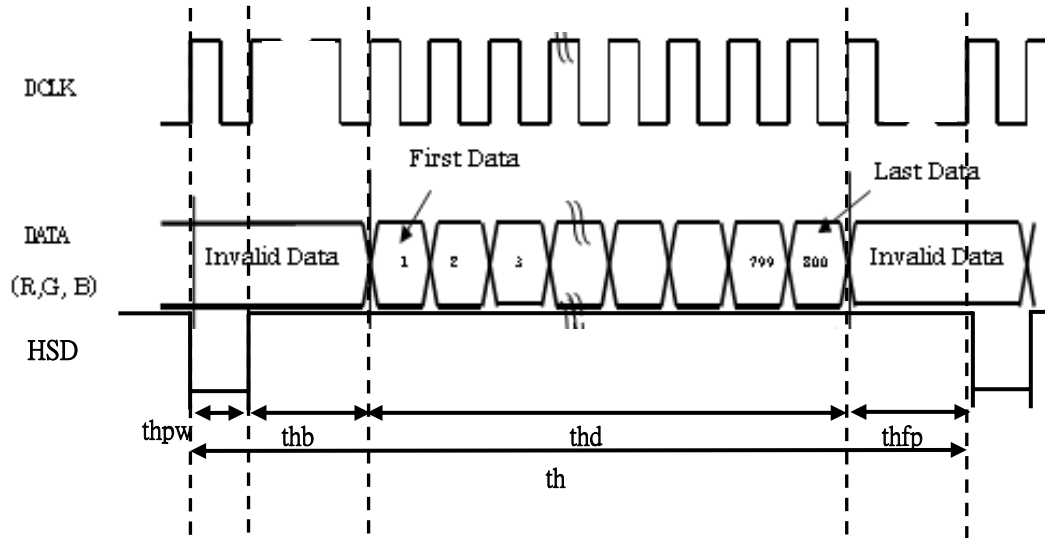 DCLK
First Data
Last Data
DATA
(R,G, B)
Invalid Data
1
2
3
799
800
Invalid Data
HSD
thpw
thb
thd
thfp
th